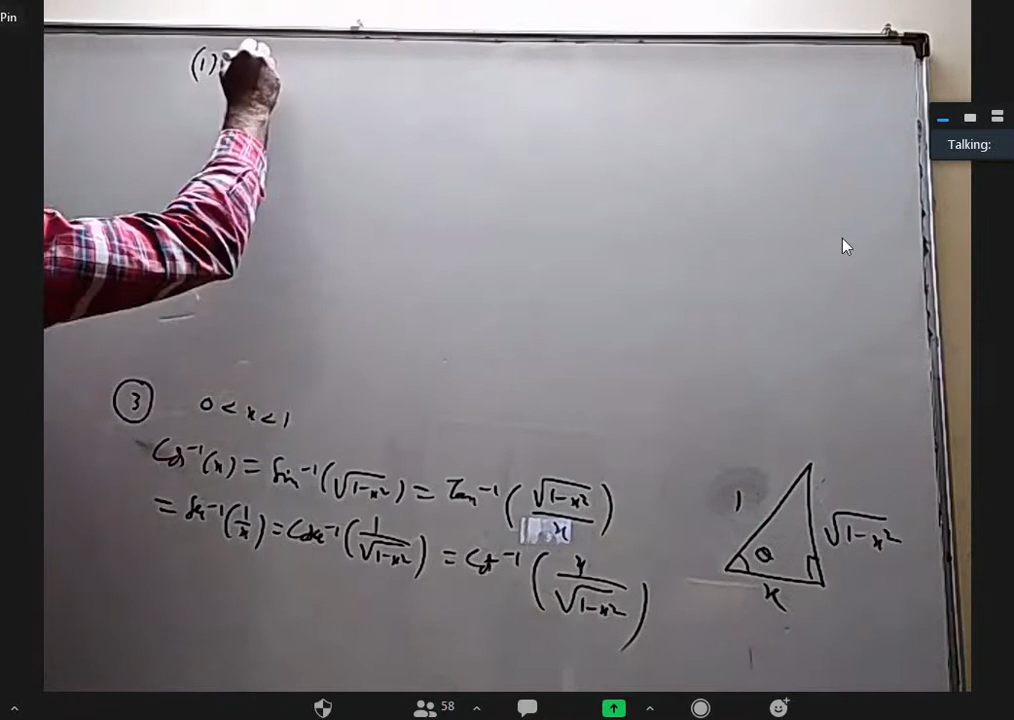 Pin
(1)
Talking:
③ 0 < x < 1
Cos⁻¹(x) = Sin⁻¹(√(1-x²)) = Tan⁻¹(√(1-x²)/x)
= Sec⁻¹(1/x) = Cosec⁻¹(1/√(1-x²)) = Cot⁻¹(x/√(1-x²))
1
θ
√(1-x²)
x
58